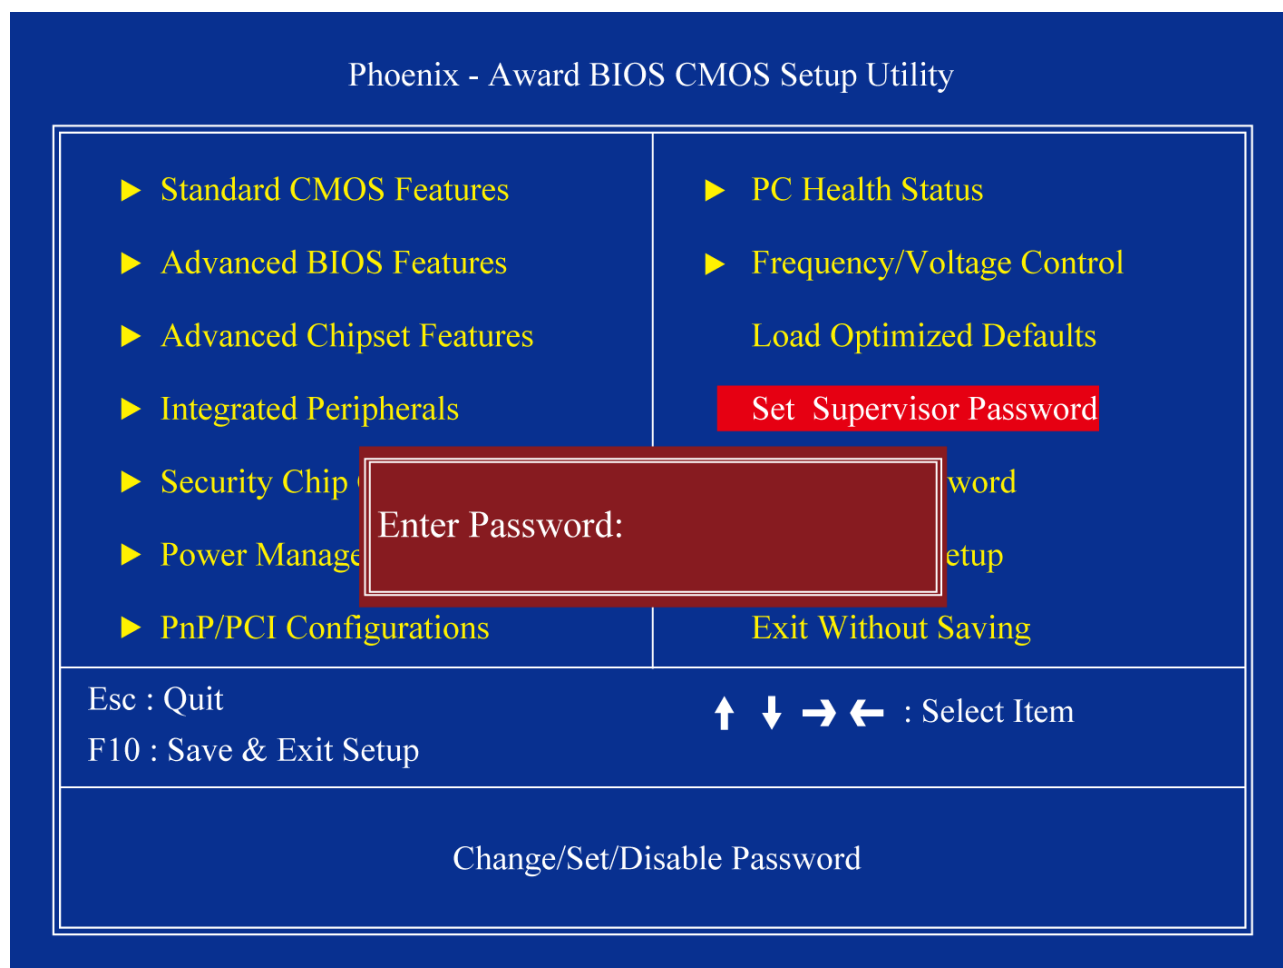 Phoenix - Award BIOS CMOS Setup Utility
Standard CMOS Features
Advanced BIOS Features
Advanced Chipset Features
Integrated Peripherals
Security Chip
Power Manage
PnP/PCI Configurations
PC Health Status
Frequency/Voltage Control
Load Optimized Defaults
Set Supervisor Password
word
etup
Exit Without Saving
Enter Password:
Esc : Quit
F10 : Save & Exit Setup
: Select Item
Change/Set/Disable Password